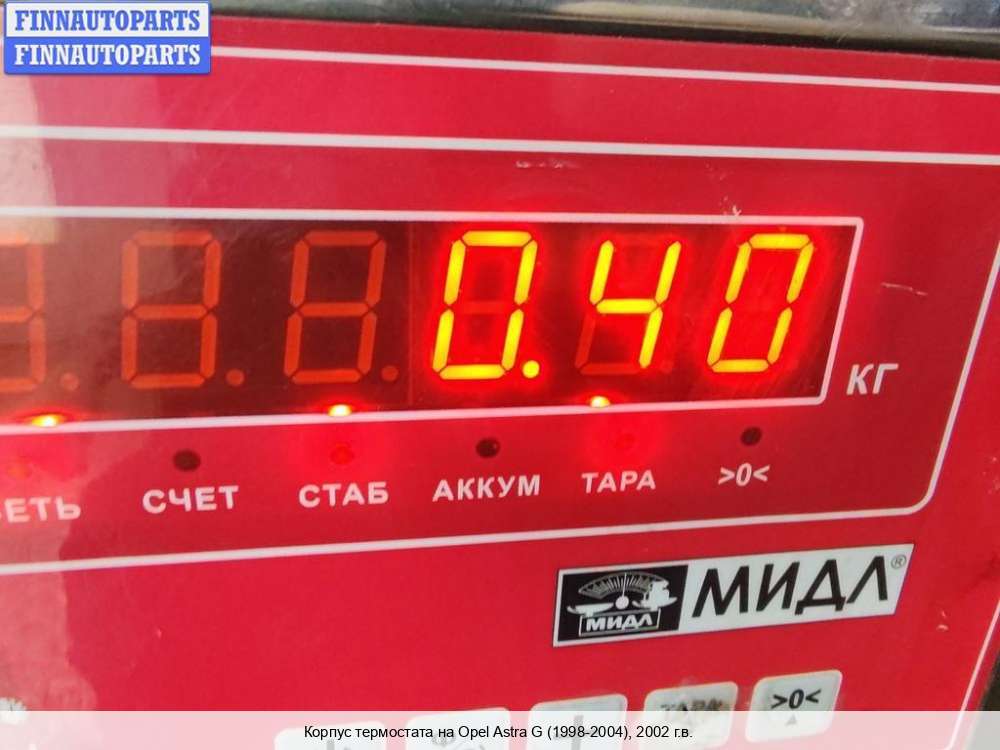 FINNAUTOPARTS
FINNAUTOPARTS
0.40
КГ
СЧЕТ СТАБ АККУМ ТАРА >0<
МИДЛ МИДЛ®
ТАРА >0<
Корпус термостата на Opel Astra G (1998-2004), 2002 г.в.